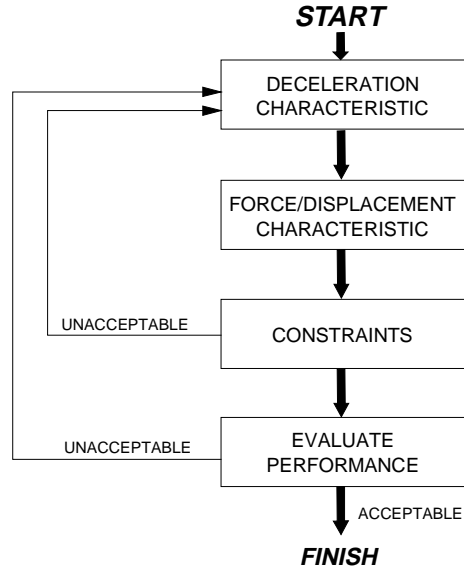 START
DECELERATION
CHARACTERISTIC
FORCE/DISPLACEMENT
CHARACTERISTIC
UNACCEPTABLE
CONSTRAINTS
UNACCEPTABLE
EVALUATE
PERFORMANCE
ACCEPTABLE
FINISH